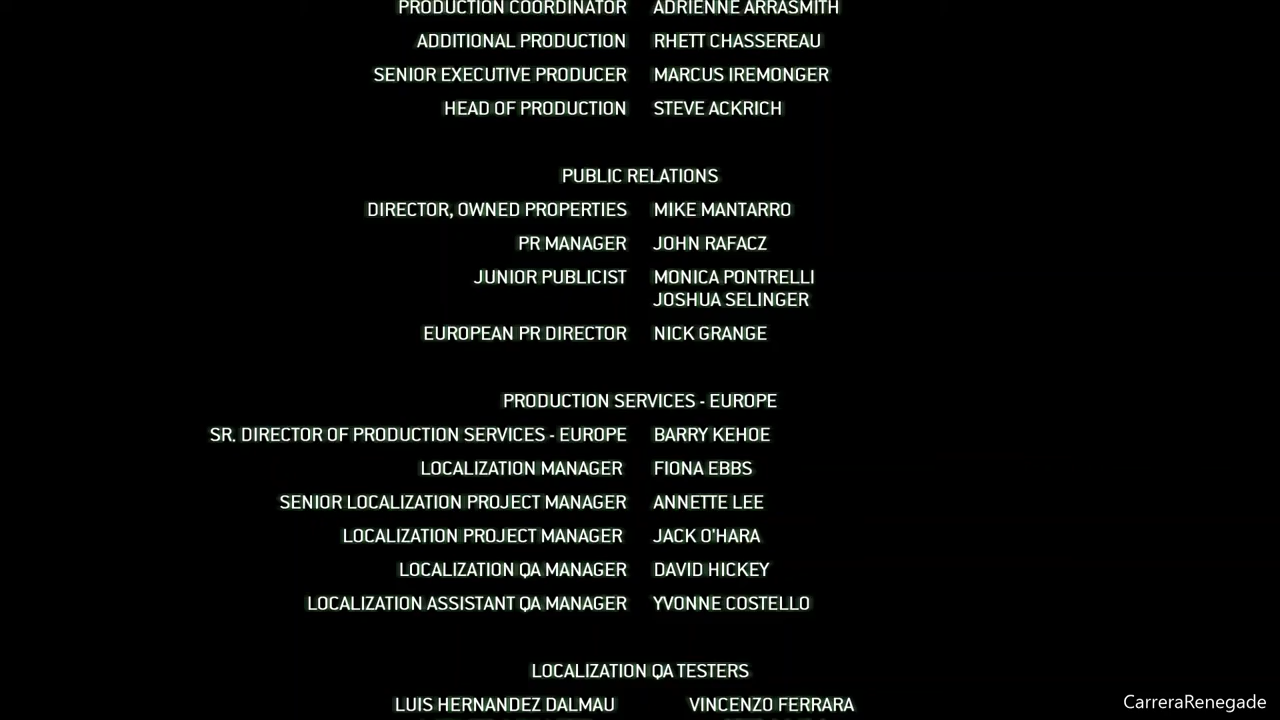 PRODUCTION COORDINATOR ADRIENNE ARRASMITH
ADDITIONAL PRODUCTION RHETT CHASSEREAU
SENIOR EXECUTIVE PRODUCER MARCUS IREMONGER
HEAD OF PRODUCTION STEVE ACKRICH
PUBLIC RELATIONS
DIRECTOR, OWNED PROPERTIES MIKE MANTARRO
PR MANAGER JOHN RAFACZ
JUNIOR PUBLICIST MONICA PONTRELLI
JOSHUA SELINGER
EUROPEAN PR DIRECTOR NICK GRANGE
PRODUCTION SERVICES - EUROPE
SR. DIRECTOR OF PRODUCTION SERVICES - EUROPE BARRY KEHOE
LOCALIZATION MANAGER FIONA EBBS
SENIOR LOCALIZATION PROJECT MANAGER ANNETTE LEE
LOCALIZATION PROJECT MANAGER JACK O'HARA
LOCALIZATION QA MANAGER DAVID HICKEY
LOCALIZATION ASSISTANT QA MANAGER YVONNE COSTELLO
LOCALIZATION QA TESTERS
LUIS HERNANDEZ DALMAU VINCENZO FERRARA
CarreraRenegade